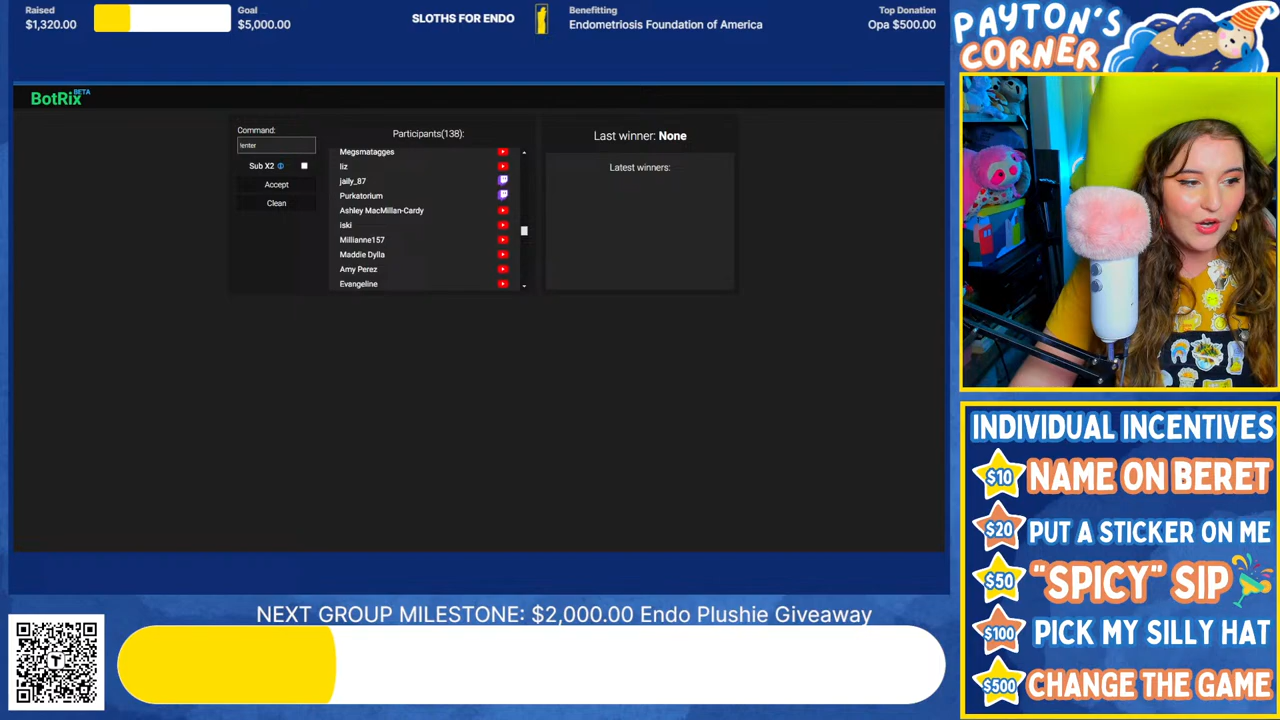 Raised
$1,320.00
Goal
$5,000.00
SLOTHS FOR ENDO
Benefitting
Endometriosis Foundation of America
Top Donation
Opa $500.00
PAYTON'S
CORNER
BotRix BETA
Command:
!enter
Sub X2
Accept
Clean
Participants(138):
Megsmatagges
liz
jaily_87
Purkatorium
Ashley MacMillan-Cardy
iski
Millianne157
Maddie Dylla
Amy Perez
Evangeline
Last winner: None
Latest winners:
INDIVIDUAL INCENTIVES
$10 NAME ON BERET
$20 PUT A STICKER ON ME
$50 "SPICY" SIP
$100 PICK MY SILLY HAT
$500 CHANGE THE GAME
NEXT GROUP MILESTONE: $2,000.00 Endo Plushie Giveaway